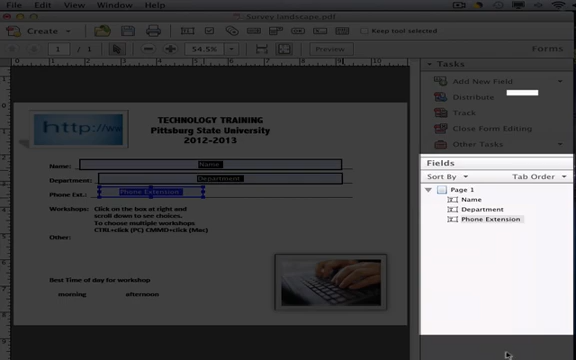 File Edit View Window Help
Survey landscape.pdf
Create
1 / 1
54.5%
Preview
Keep tool selected
Forms
Tasks
Add New Field
Distribute
Track
Close Form Editing
Other Tasks
Fields
Sort By
Tab Order
Page 1
Name
Department
Phone Extension
http://ww
TECHNOLOGY TRAINING
Pittsburg State University
2012-2013
Name: Name
Department: Department
Phone Ext.: Phone Extension
Workshops: Click on the box at right and
scroll down to see choices.
To choose multiple workshops
CTRL+click (PC) CMMD+click (Mac)
Other:
Best Time of day for workshop
morning afternoon